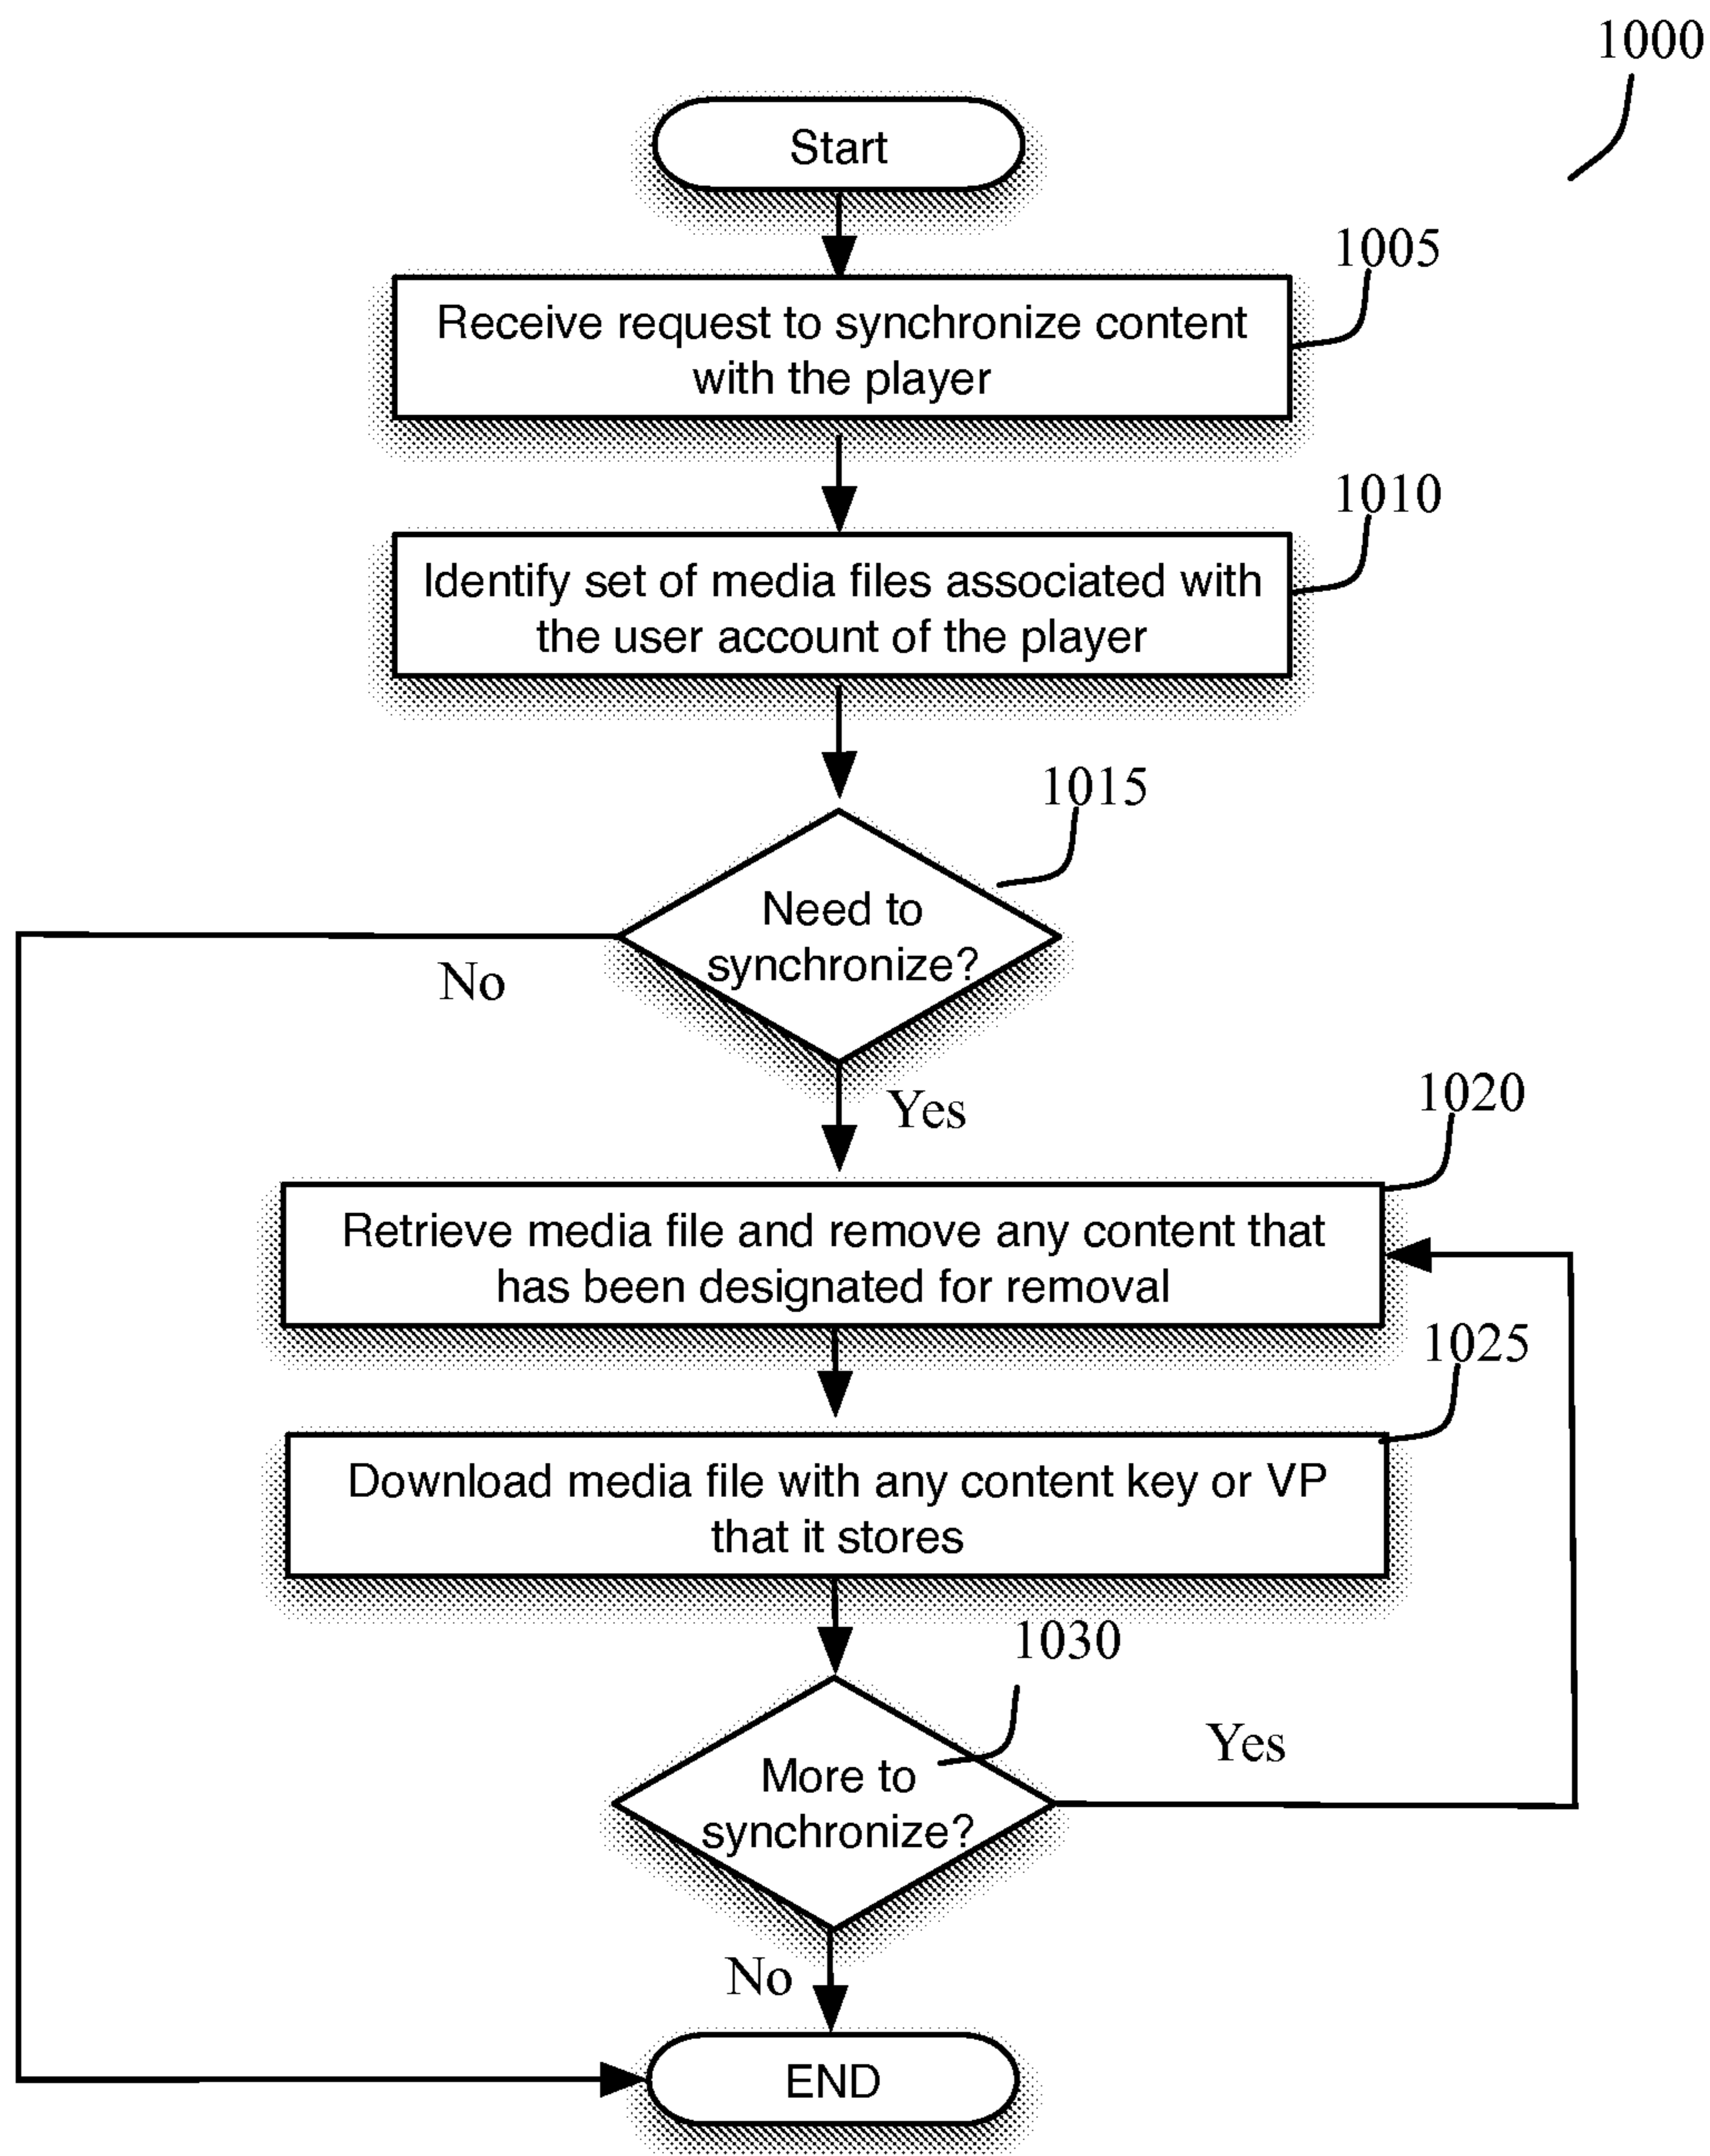 1000
Start
1005
Receive request to synchronize content
with the player
1010
Identify set of media files associated with
the user account of the player
1015
Need to
synchronize?
No
Yes
1020
Retrieve media file and remove any content that
has been designated for removal
1025
Download media file with any content key or VP
that it stores
1030
More to
synchronize?
Yes
No
END